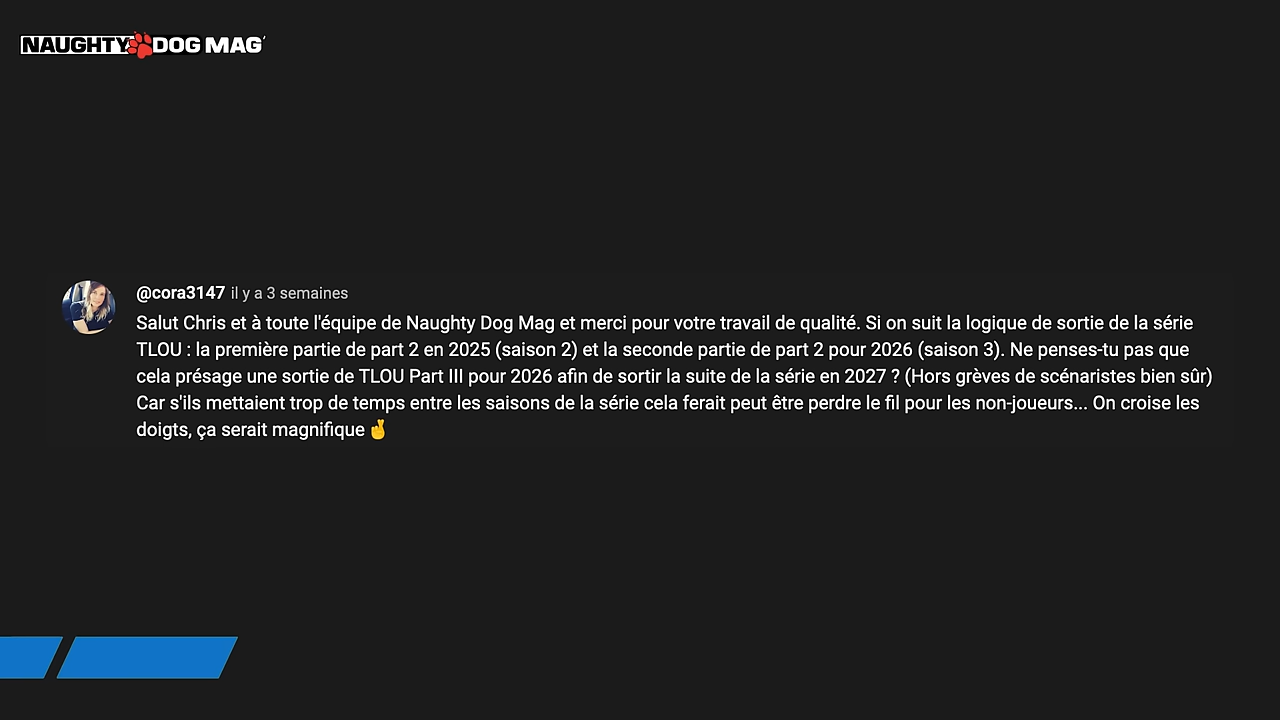 NAUGHTY DOG MAG'
@cora3147 il y a 3 semaines
Salut Chris et à toute l'équipe de Naughty Dog Mag et merci pour votre travail de qualité. Si on suit la logique de sortie de la série
TLOU : la première partie de part 2 en 2025 (saison 2) et la seconde partie de part 2 pour 2026 (saison 3). Ne penses-tu pas que
cela présage une sortie de TLOU Part III pour 2026 afin de sortir la suite de la série en 2027 ? (Hors grèves de scénaristes bien sûr)
Car s'ils mettaient trop de temps entre les saisons de la série cela ferait peut être perdre le fil pour les non-joueurs... On croise les
doigts, ça serait magnifique 🤞